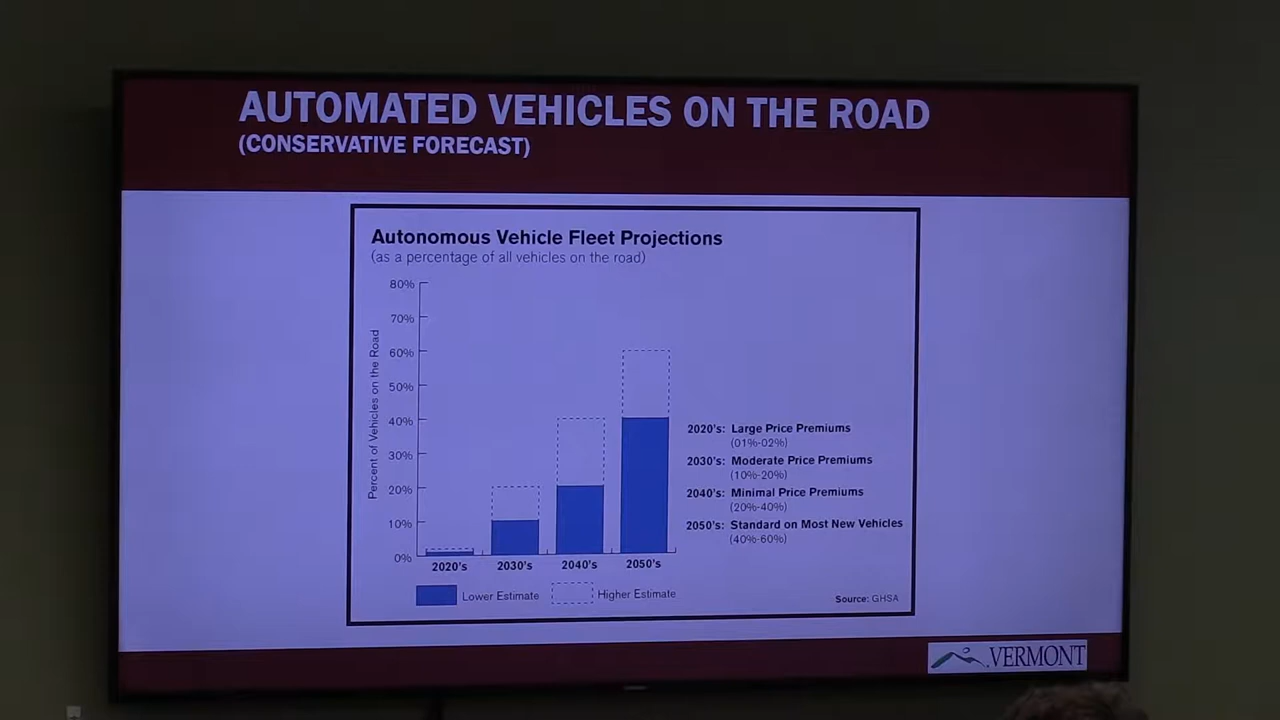 AUTOMATED VEHICLES ON THE ROAD
(CONSERVATIVE FORECAST)
Autonomous Vehicle Fleet Projections
(as a percentage of all vehicles on the road)
Percent of Vehicles on the Road
80%
70%
60%
50%
40%
30%
20%
10%
0%
2020's
2030's
2040's
2050's
Lower Estimate
Higher Estimate
2020's: Large Price Premiums
(01%-02%)
2030's: Moderate Price Premiums
(10%-20%)
2040's: Minimal Price Premiums
(20%-40%)
2050's: Standard on Most New Vehicles
(40%-60%)
Source: GHSA
VERMONT